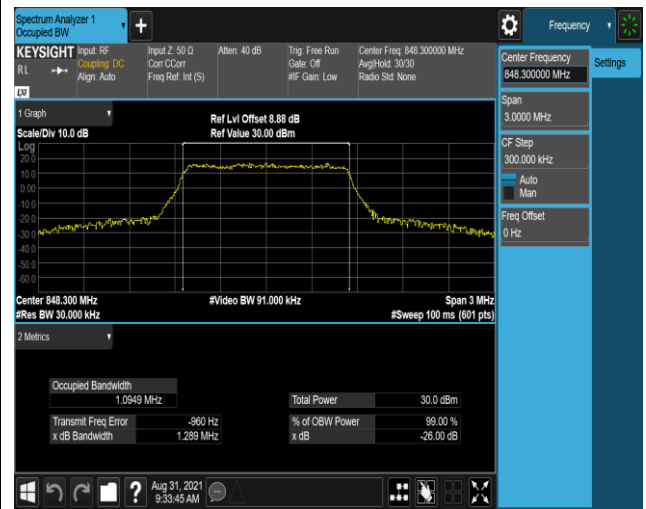 Spectrum Analyzer 1
Occupied BW
Frequency
KEYSIGHT
RL
LXI
Input: RF
Coupling: DC
Align: Auto
Input Z: 50 Ω
Corr CCorr
Freq Ref: Int (S)
Atten: 40 dB
Trig: Free Run
Gate: Off
#IF Gain: Low
Center Freq: 848.300000 MHz
Avg|Hold: 30/30
Radio Std: None
Center Frequency
848.300000 MHz
Settings
Span
3.0000 MHz
CF Step
300.000 kHz
Auto
Man
Freq Offset
0 Hz
1 Graph
Scale/Div 10.0 dB
Ref Lvl Offset 8.88 dB
Ref Value 30.00 dBm
Log
20.0
10.0
0.00
-10.0
-20.0
-30.0
-40.0
-50.0
-60.0
Center 848.300 MHz
#Video BW 91.000 kHz
Span 3 MHz
#Res BW 30.000 kHz
#Sweep 100 ms (601 pts)
2 Metrics
Occupied Bandwidth
1.0949 MHz
Total Power 30.0 dBm
Transmit Freq Error -960 Hz
% of OBW Power 99.00 %
x dB Bandwidth 1.289 MHz
x dB -26.00 dB
?
Aug 31, 2021
9:33:45 AM